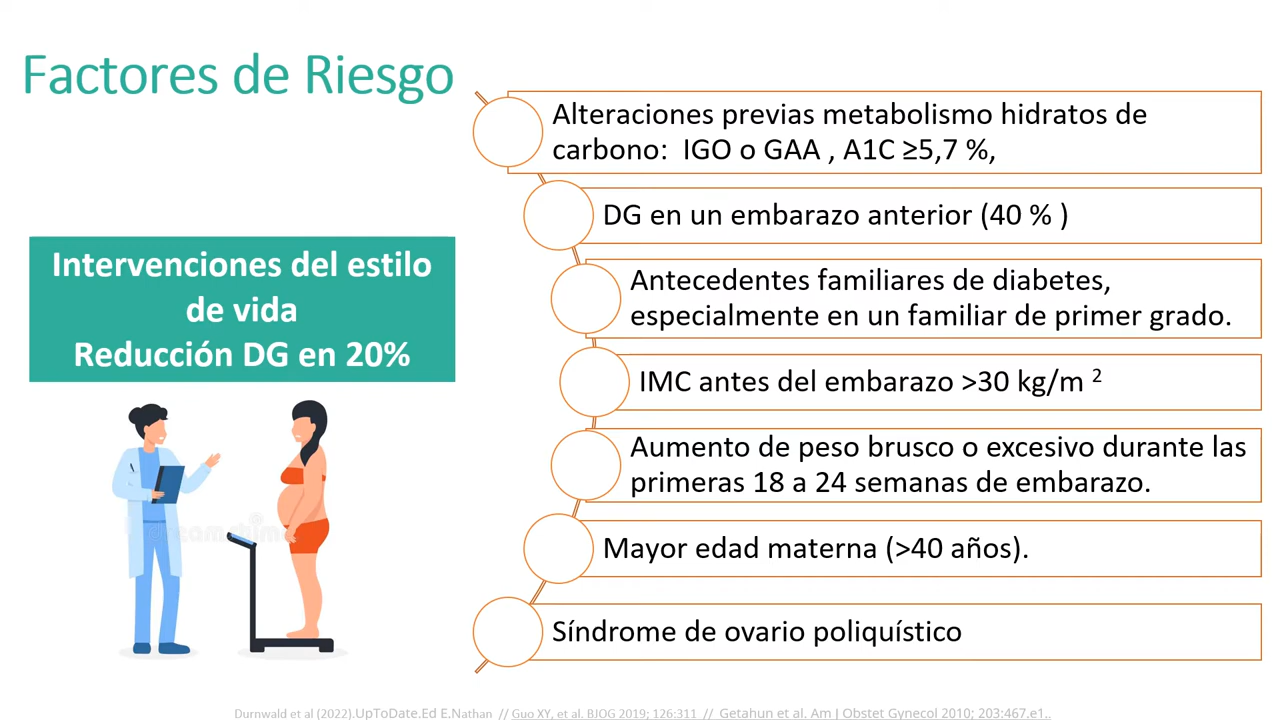 Factores de Riesgo
Intervenciones del estilo
de vida
Reducción DG en 20%
Alteraciones previas metabolismo hidratos de
carbono:  IGO o GAA , A1C ≥5,7 %,
DG en un embarazo anterior (40 % )
Antecedentes familiares de diabetes,
especialmente en un familiar de primer grado.
IMC antes del embarazo >30 kg/m ²
Aumento de peso brusco o excesivo durante las
primeras 18 a 24 semanas de embarazo.
Mayor edad materna (>40 años).
Síndrome de ovario poliquístico
Durnwald et al (2022).UpToDate.Ed E.Nathan  // Guo XY, et al. BJOG 2019; 126:311  //  Getahun et al. Am J Obstet Gynecol 2010; 203:467.e1..